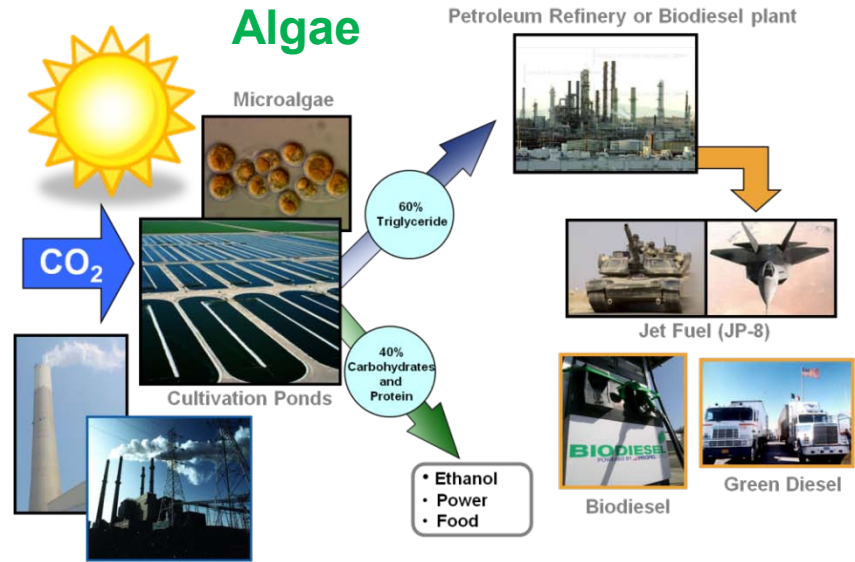 Algae
Petroleum Refinery or Biodiesel plant
Microalgae
60%
Triglyceride
CO₂
Jet Fuel (JP-8)
40%
Carbohydrates
and
Protein
Cultivation Ponds
BIODIESEL
• Ethanol
• Power
• Food
Biodiesel
Green Diesel